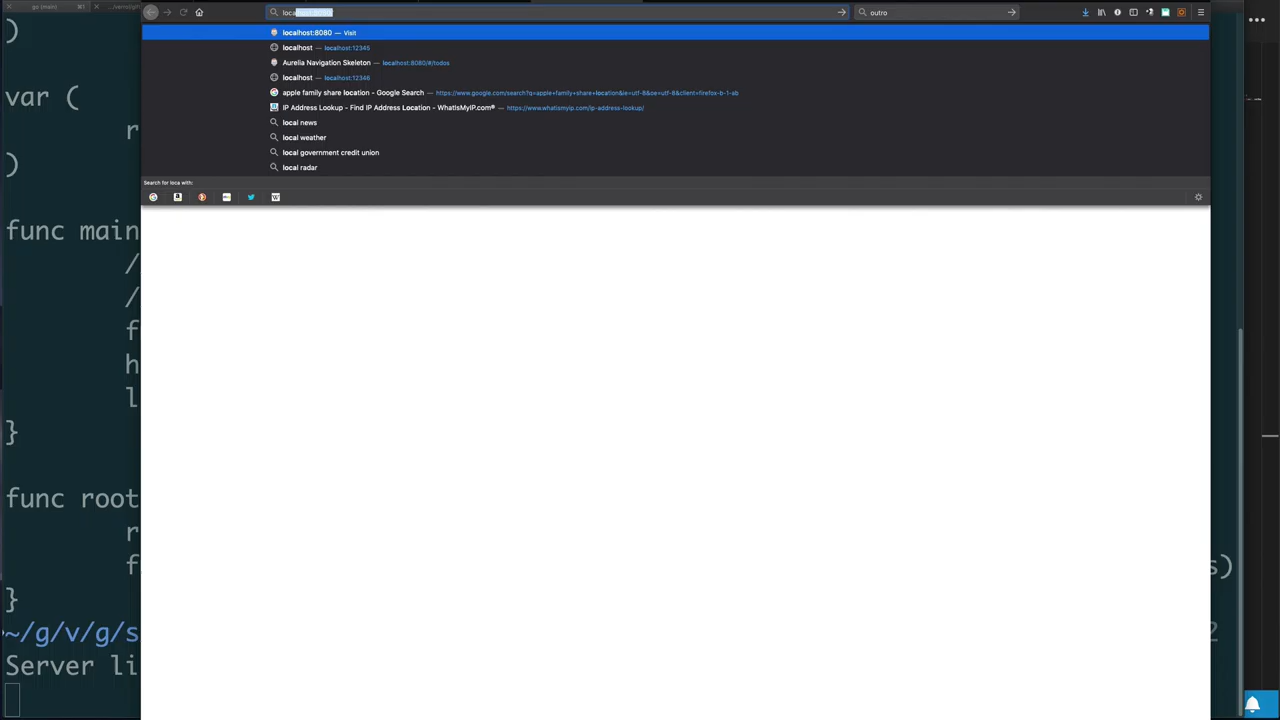 go (main) ⌘1
loca
outro
)
localhost:8080 — Visit
localhost — localhost:12345
Aurelia Navigation Skeleton — localhost:8080/#/todos
localhost — localhost:12346
apple family share location - Google Search — https://www.google.com/search?q=apple+family+share+location&ie=utf-8&oe=utf-8&client=firefox-b-1-ab
IP Address Lookup - Find IP Address Location - WhatIsMyIP.com® — https://www.whatismyip.com/ip-address-lookup/
local news
local weather
local government credit union
local radar
Search for loca with:
var (
r
)
func main
/
/
f
h
l
}
func root
r
f s)
}
~/g/v/g/s 2
Server li